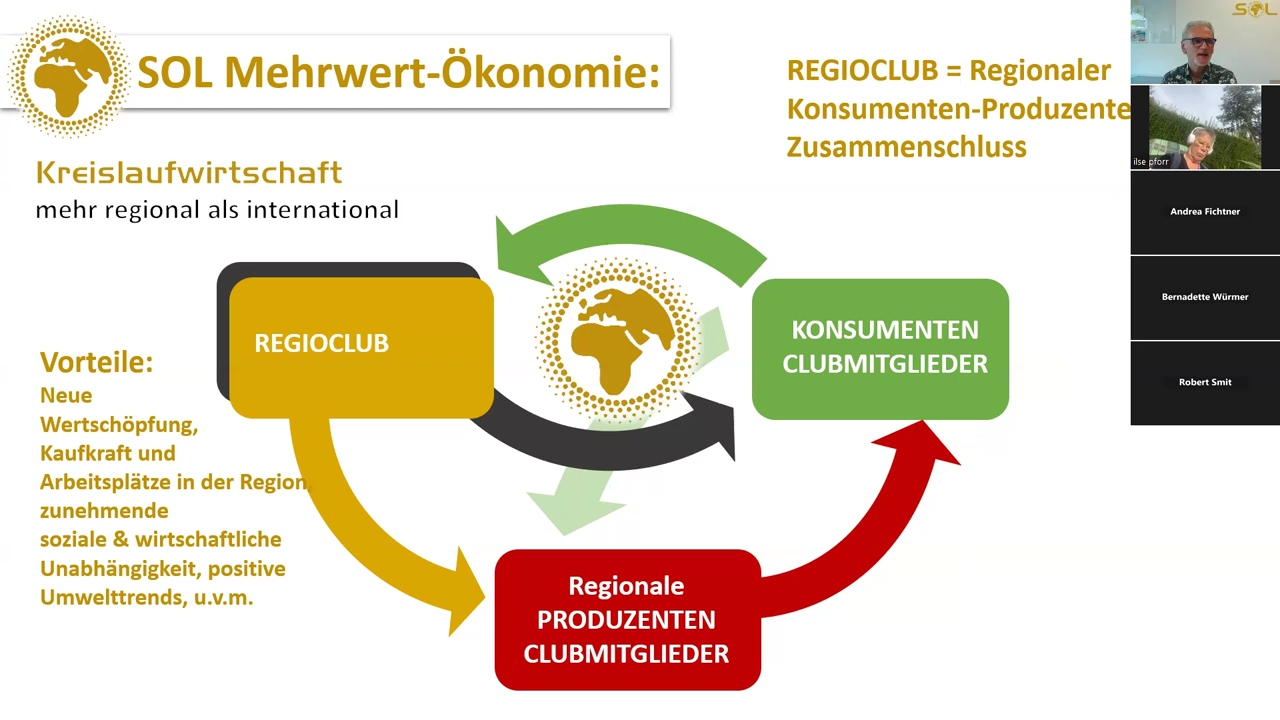 SOL Mehrwert-Ökonomie:
REGIOCLUB = Regionaler
Konsumenten-Produzente
Zusammenschluss
Kreislaufwirtschaft
mehr regional als international
REGIOCLUB
KONSUMENTEN
CLUBMITGLIEDER
Vorteile:
Neue
Wertschöpfung,
Kaufkraft und
Arbeitsplätze in der Region,
zunehmende
soziale & wirtschaftliche
Unabhängigkeit, positive
Umwelttrends, u.v.m.
Regionale
PRODUZENTEN
CLUBMITGLIEDER
SOL
ilse pforr
Andrea Fichtner
Bernadette Würmer
Robert Smit